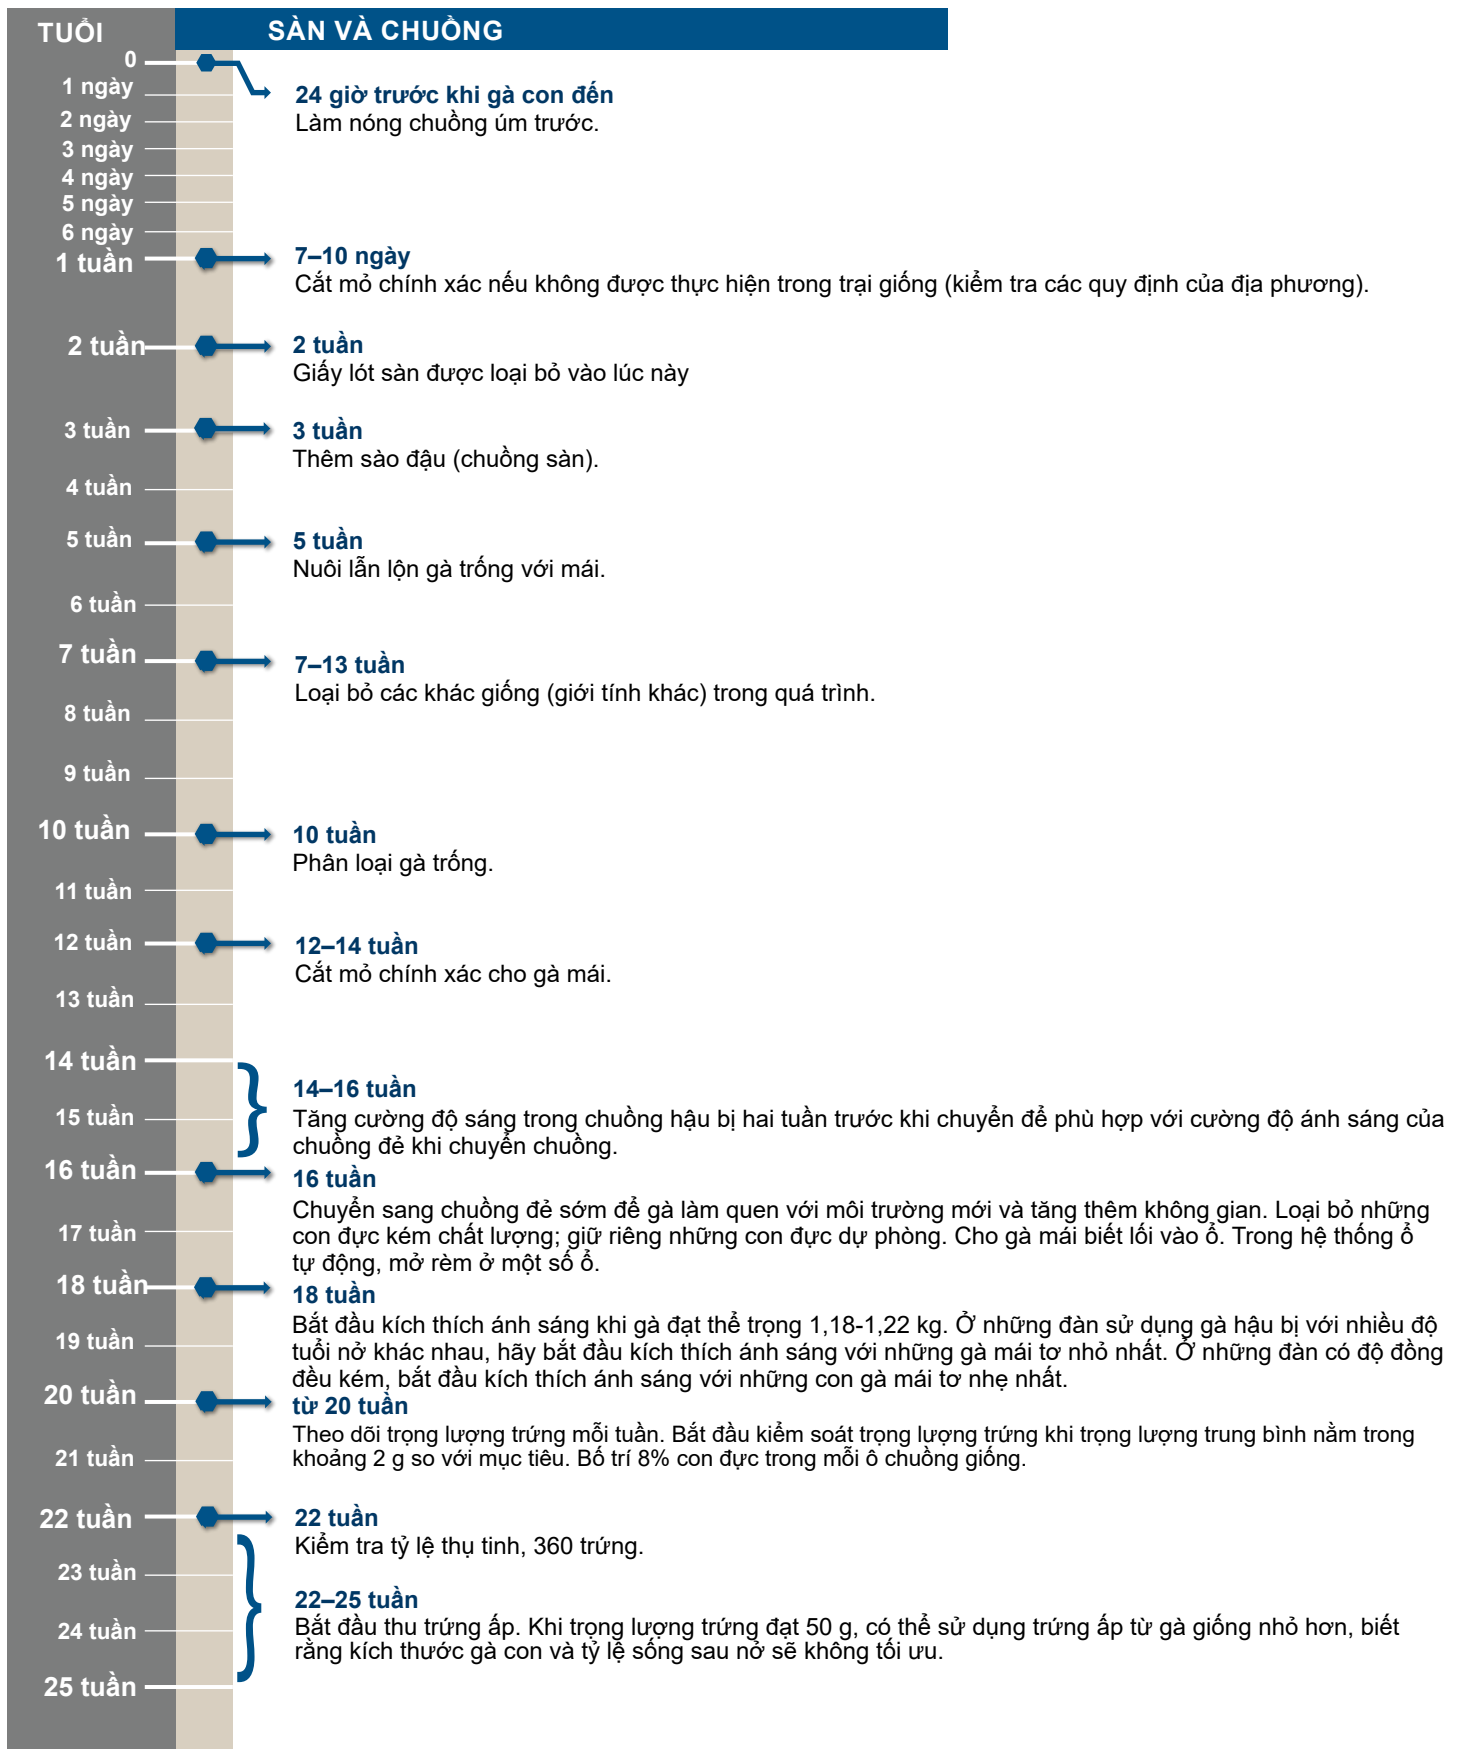 TUỔI
SÀN VÀ CHUỒNG
0
24 giờ trước khi gà con đến
1 ngày
Làm nóng chuồng úm trước.
2 ngày
3 ngày
4 ngày
5 ngày
6 ngày
1 tuần
7–10 ngày
Cắt mỏ chính xác nếu không được thực hiện trong trại giống (kiểm tra các quy định của địa phương).
2 tuần
2 tuần
Giấy lót sàn được loại bỏ vào lúc này
3 tuần
3 tuần
Thêm sào đậu (chuồng sàn).
4 tuần
5 tuần
5 tuần
Nuôi lẫn lộn gà trống với mái.
6 tuần
7 tuần
7–13 tuần
Loại bỏ các khác giống (giới tính khác) trong quá trình.
8 tuần
9 tuần
10 tuần
10 tuần
Phân loại gà trống.
11 tuần
12 tuần
12–14 tuần
Cắt mỏ chính xác cho gà mái.
13 tuần
14 tuần
14–16 tuần
15 tuần
Tăng cường độ sáng trong chuồng hậu bị hai tuần trước khi chuyển để phù hợp với cường độ ánh sáng của
chuồng đẻ khi chuyển chuồng.
16 tuần
16 tuần
Chuyển sang chuồng đẻ sớm để gà làm quen với môi trường mới và tăng thêm không gian. Loại bỏ những
17 tuần
con đực kém chất lượng; giữ riêng những con đực dự phòng. Cho gà mái biết lối vào ổ. Trong hệ thống ổ
tự động, mở rèm ở một số ổ.
18 tuần
18 tuần
Bắt đầu kích thích ánh sáng khi gà đạt thể trọng 1,18-1,22 kg. Ở những đàn sử dụng gà hậu bị với nhiều độ
19 tuần
tuổi nở khác nhau, hãy bắt đầu kích thích ánh sáng với những gà mái tơ nhỏ nhất. Ở những đàn có độ đồng
đều kém, bắt đầu kích thích ánh sáng với những con gà mái tơ nhẹ nhất.
20 tuần
từ 20 tuần
Theo dõi trọng lượng trứng mỗi tuần. Bắt đầu kiểm soát trọng lượng trứng khi trọng lượng trung bình nằm trong
21 tuần
khoảng 2 g so với mục tiêu. Bố trí 8% con đực trong mỗi ô chuồng giống.
22 tuần
22 tuần
Kiểm tra tỷ lệ thụ tinh, 360 trứng.
23 tuần
22–25 tuần
24 tuần
Bắt đầu thu trứng ấp. Khi trọng lượng trứng đạt 50 g, có thể sử dụng trứng ấp từ gà giống nhỏ hơn, biết
rằng kích thước gà con và tỷ lệ sống sau nở sẽ không tối ưu.
25 tuần